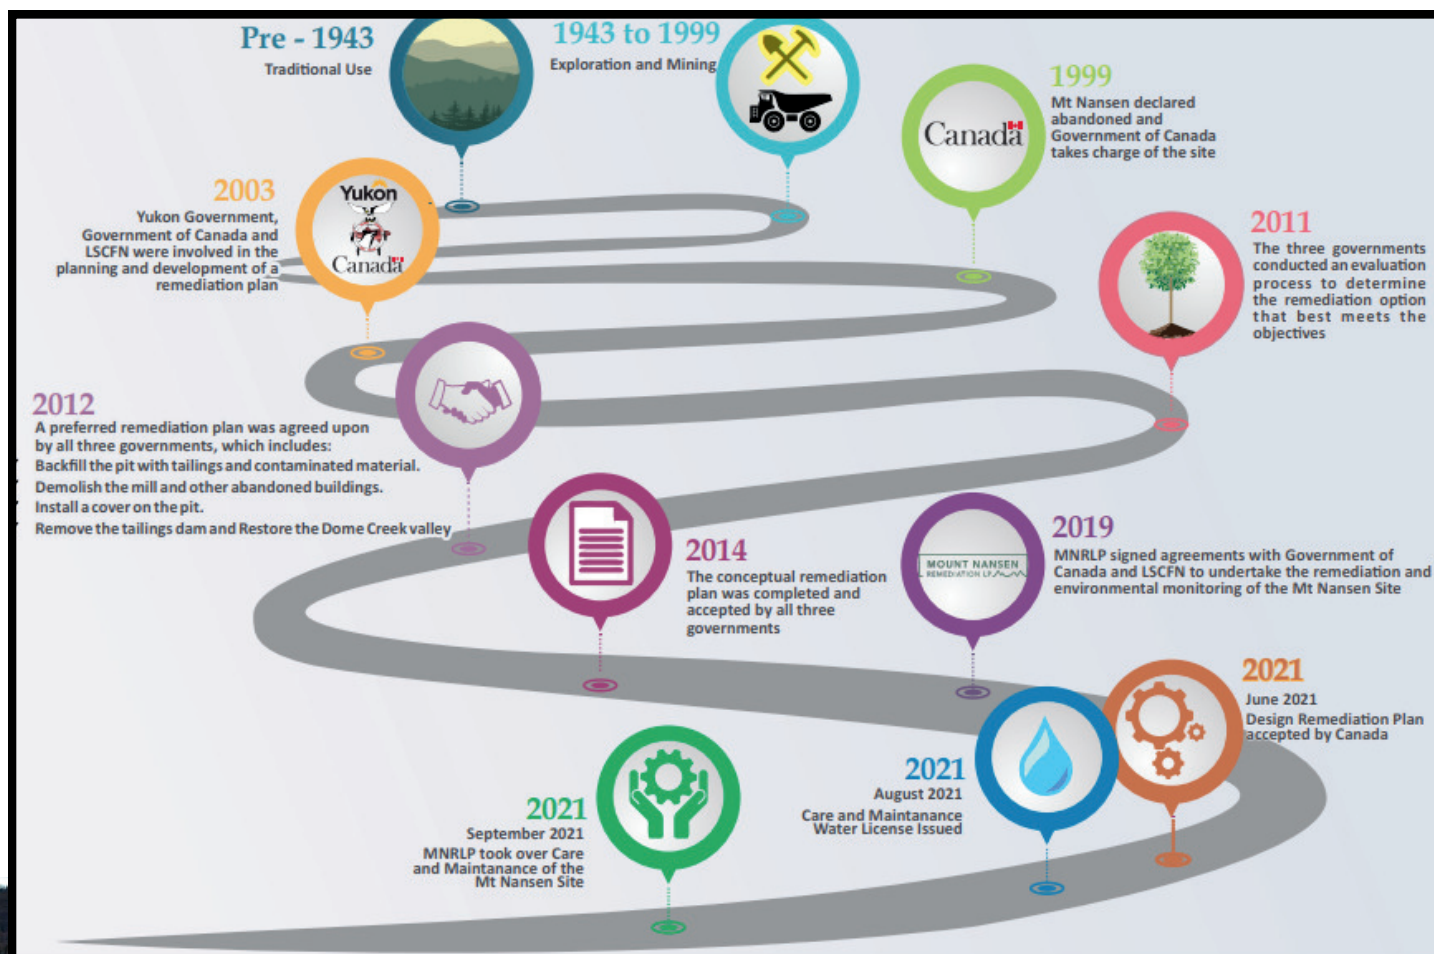 Pre - 1943
Traditional Use
1943 to 1999
Exploration and Mining
Canada
1999
Mt Nansen declared
abandoned and
Government of Canada
takes charge of the site
2003
Yukon Government,
Government of Canada and
LSCFN were involved in the
planning and development of a
remediation plan
Yukon
Canada
2011
The three governments
conducted an evaluation
process to determine
the remediation option
that best meets the
objectives
2012
A preferred remediation plan was agreed upon
by all three governments, which includes:
Backfill the pit with tailings and contaminated material.
Demolish the mill and other abandoned buildings.
Install a cover on the pit.
Remove the tailings dam and Restore the Dome Creek valley
2014
The conceptual remediation
plan was completed and
accepted by all three
governments
MOUNT NANSEN
REMEDIATION LP
2019
MNRLP signed agreements with Government of
Canada and LSCFN to undertake the remediation and
environmental monitoring of the Mt Nansen Site
2021
June 2021
Design Remediation Plan
accepted by Canada
2021
August 2021
Care and Maintanance
Water License Issued
2021
September 2021
MNRLP took over Care
and Maintanance of the
Mt Nansen Site